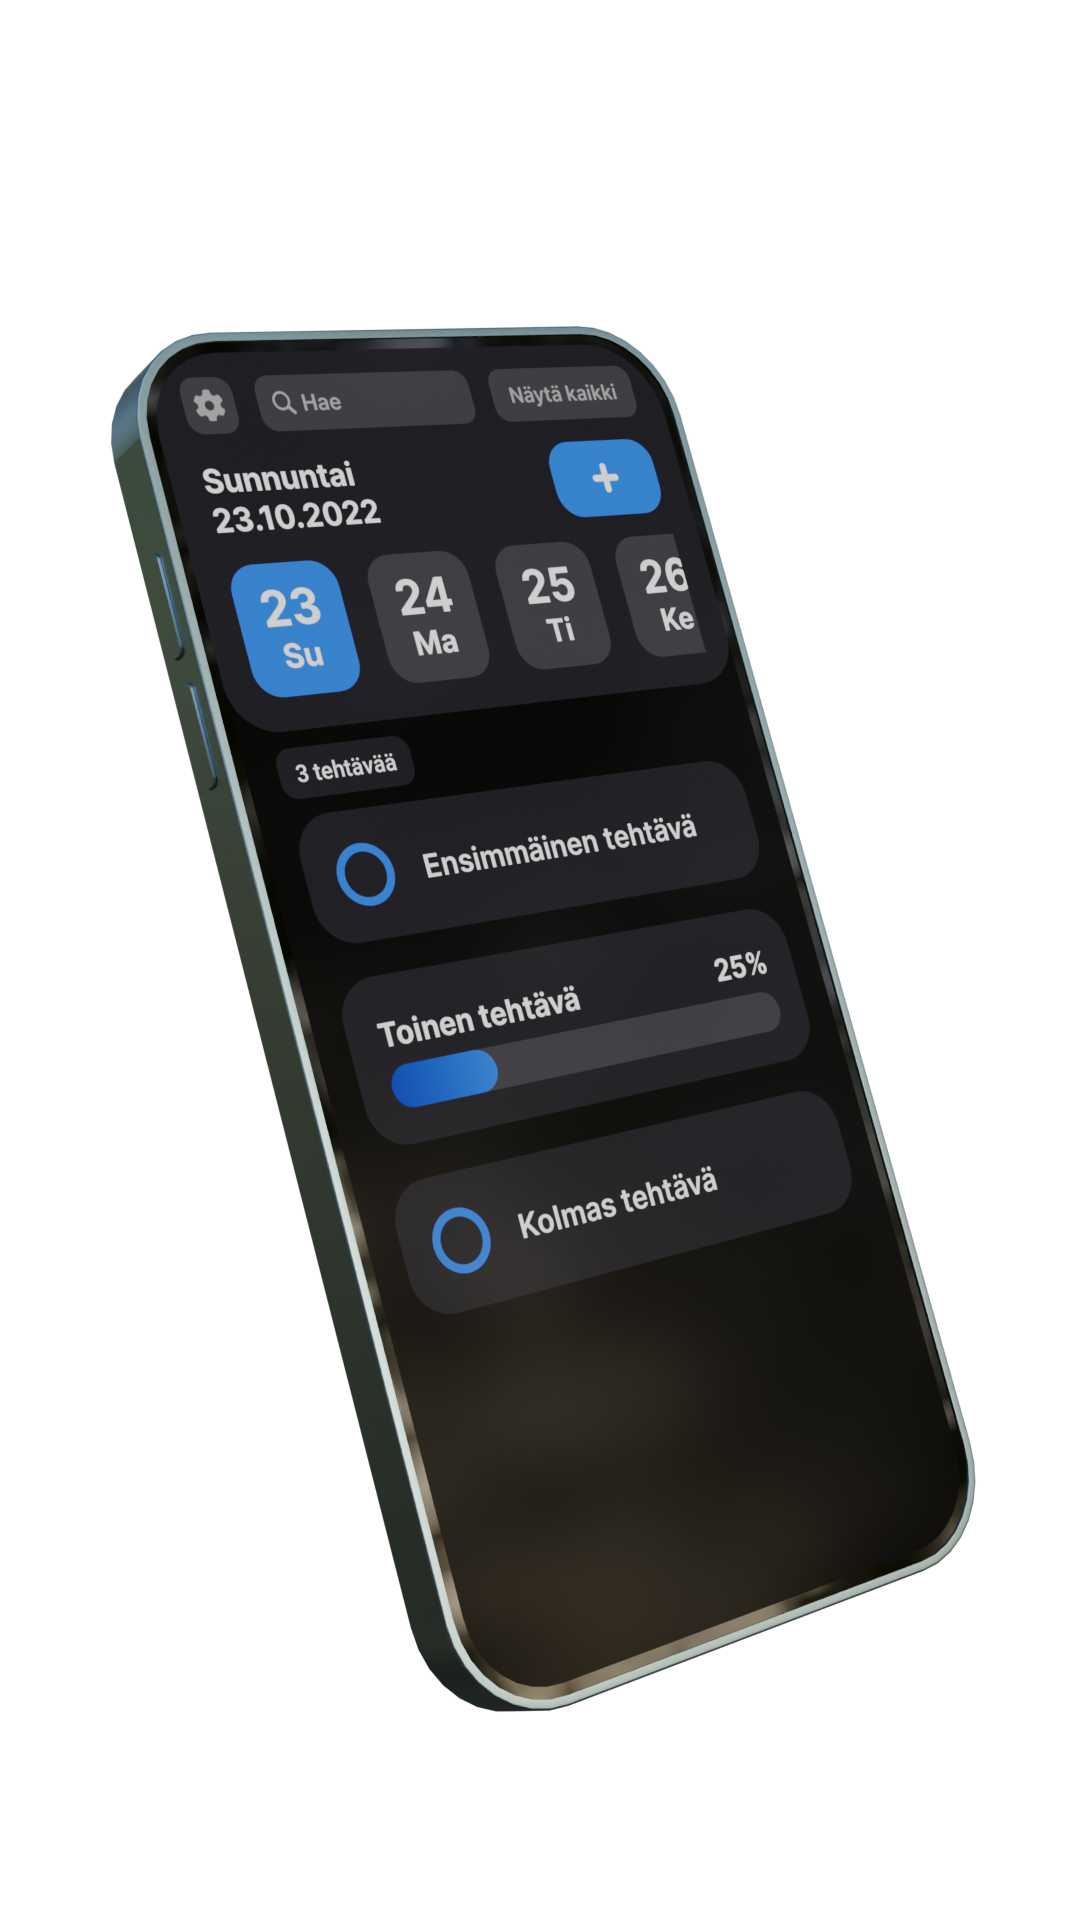 Hae
Näytä kaikki
Sunnuntai
23.10.2022
+
23
Su
24
Ma
25
Ti
26
Ke
3 tehtävää
Ensimmäinen tehtävä
25%
Toinen tehtävä
Kolmas tehtävä